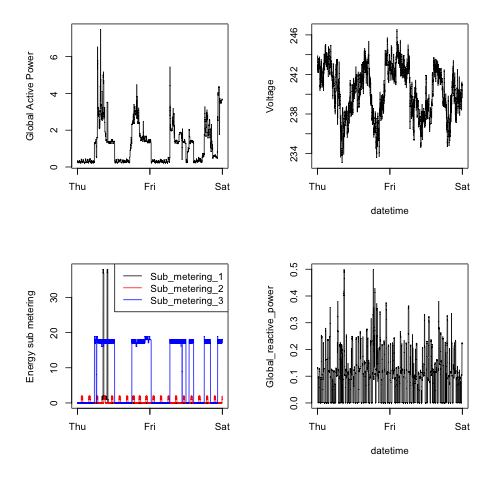 Global Active Power
0 2 4 6
Thu Fri Sat
Voltage
234 238 242 246
Thu Fri Sat
datetime
Energy sub metering
0 10 20 30
Sub_metering_1
Sub_metering_2
Sub_metering_3
Thu Fri Sat
Global_reactive_power
0.0 0.1 0.2 0.3 0.4 0.5
Thu Fri Sat
datetime